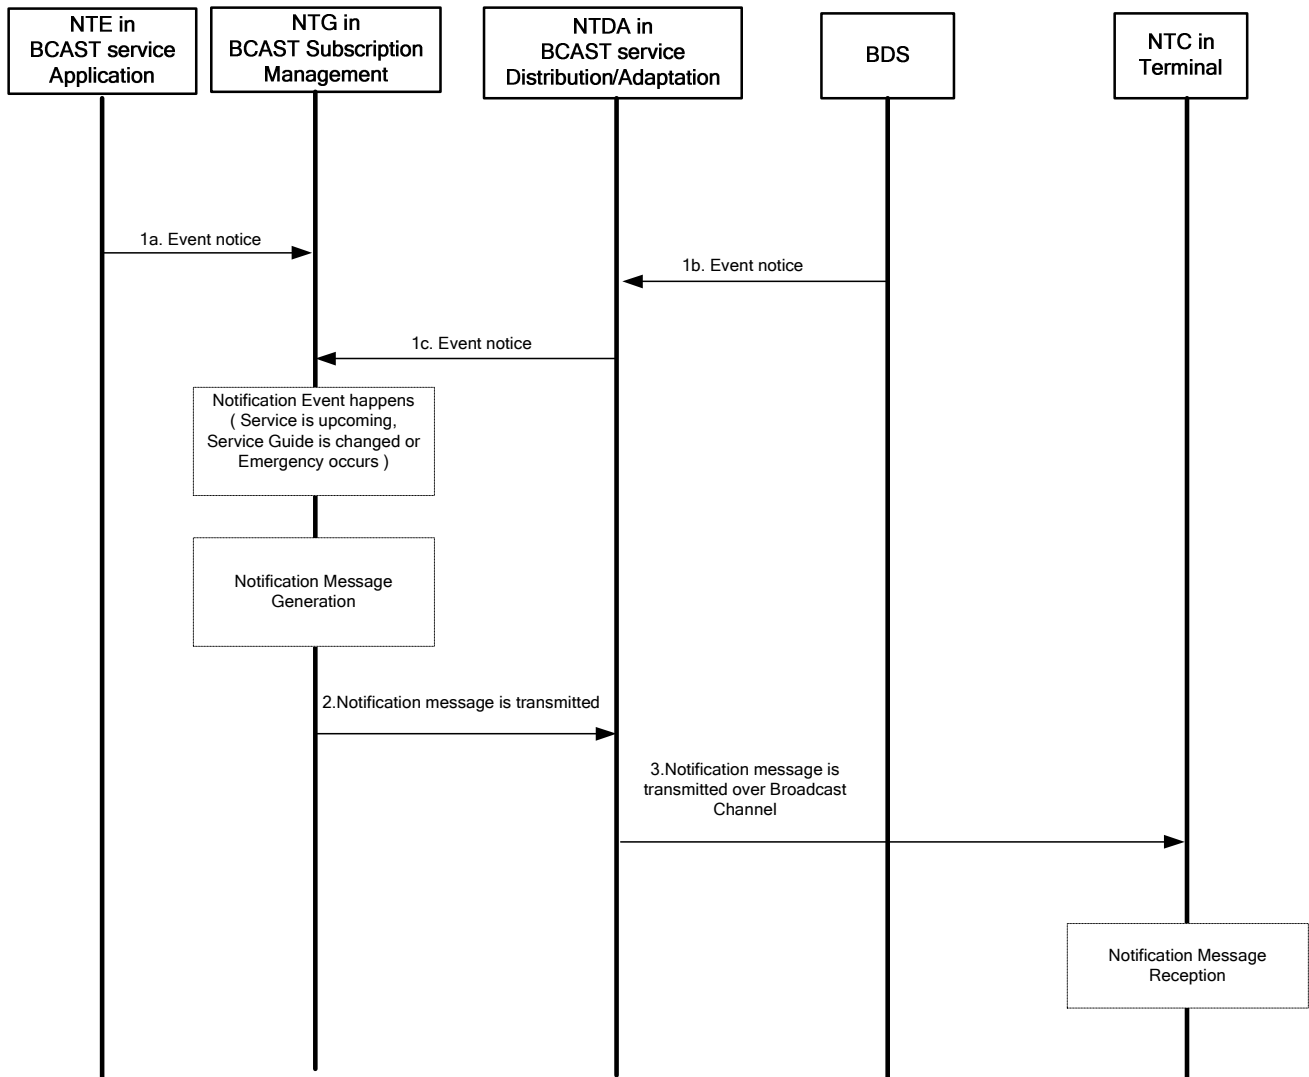 NTE in
BCAST service
Application
NTG in
BCAST Subscription
Management
NTDA in
BCAST service
Distribution/Adaptation
BDS
NTC in
Terminal
1a. Event notice
1b. Event notice
1c. Event notice
Notification Event happens
( Service is upcoming,
Service Guide is changed or
Emergency occurs )
Notification Message
Generation
2.Notification message is transmitted
3.Notification message is
transmitted over Broadcast
Channel
Notification Message
Reception